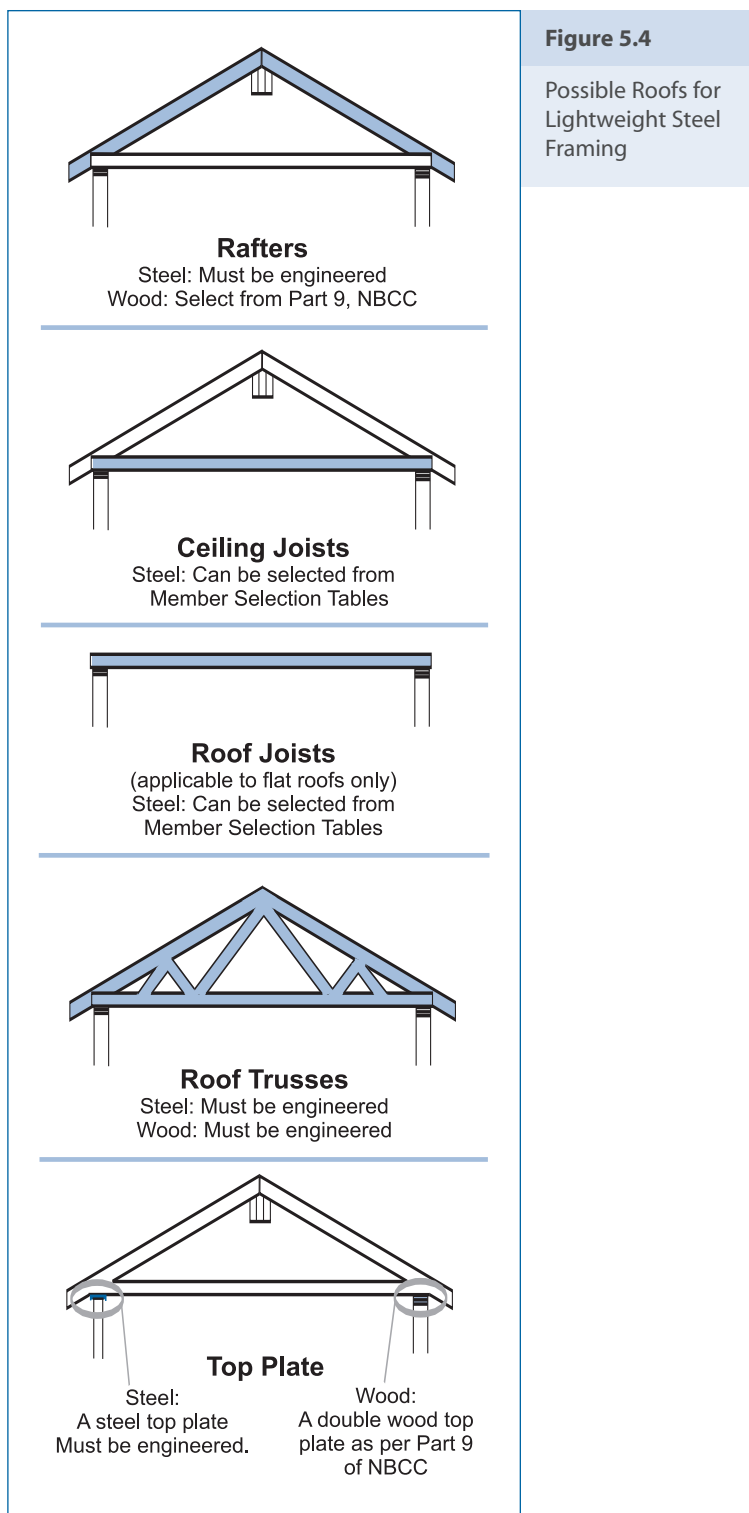 Figure 5.4
Possible Roofs for
Lightweight Steel
Framing
Rafters
Steel: Must be engineered
Wood: Select from Part 9, NBCC
Ceiling Joists
Steel: Can be selected from
Member Selection Tables
Roof Joists
(applicable to flat roofs only)
Steel: Can be selected from
Member Selection Tables
Roof Trusses
Steel: Must be engineered
Wood: Must be engineered
Top Plate
Steel:
A steel top plate
Must be engineered.
Wood:
A double wood top
plate as per Part 9
of NBCC